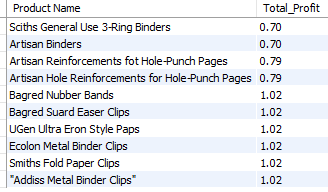 Product Name Total_Profit
Sciths General Use 3-Ring Binders 0.70
Artisan Binders 0.70
Artisan Reinforcements fot Hole-Punch Pages 0.79
Artisan Hole Reinforcements for Hole-Punch Pages 0.79
Bagred Nubber Bands 1.02
Bagred Suard Easer Clips 1.02
UGen Ultra Eron Style Paps 1.02
Ecolon Metal Binder Clips 1.02
Smiths Fold Paper Clips 1.02
"Addiss Metal Binder Clips" 1.02